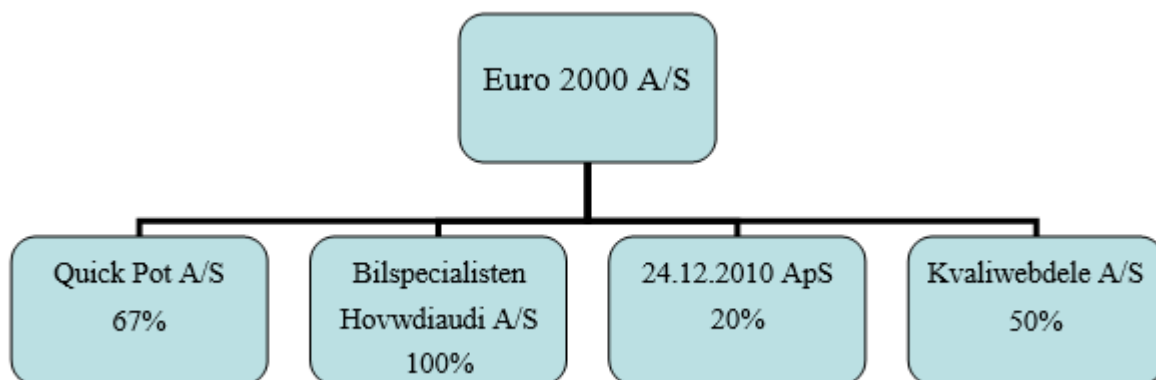 Euro 2000 A/S
Quick Pot A/S
67%
Bilspecialisten
Hovwdiaudi A/S
100%
24.12.2010 ApS
20%
Kvaliwebdele A/S
50%